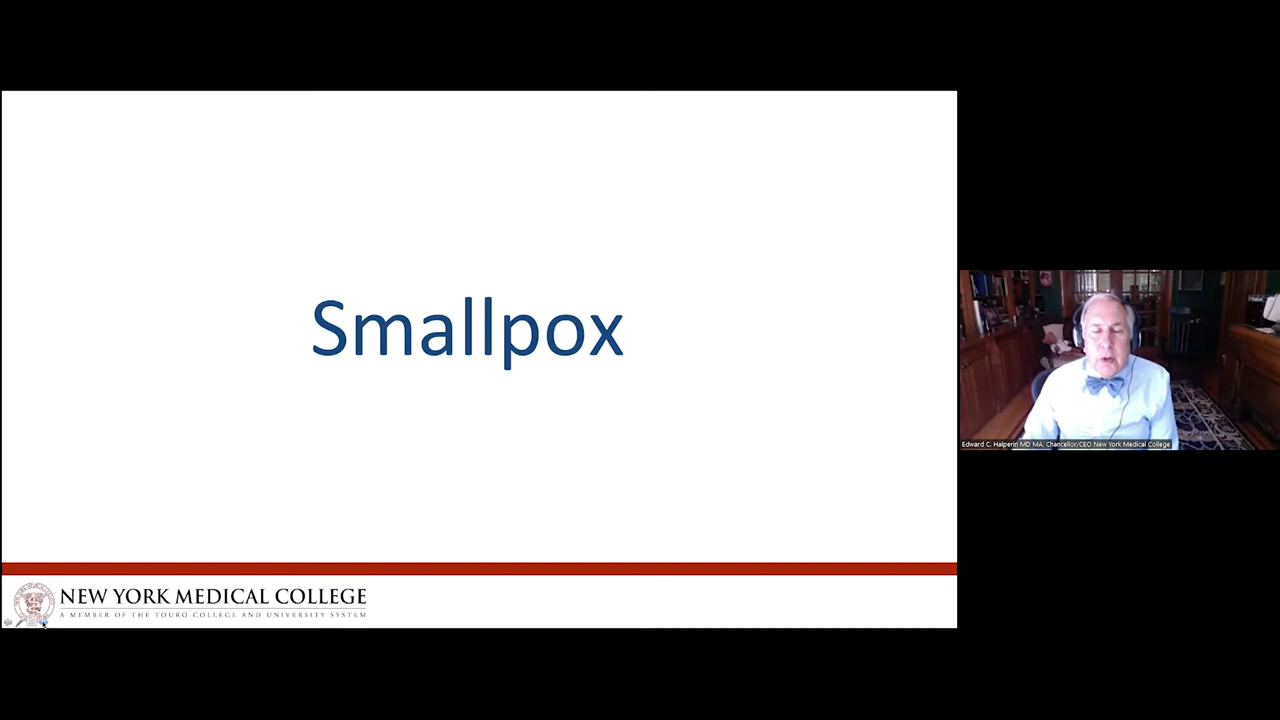 Smallpox
NEW YORK MEDICAL COLLEGE
A MEMBER OF THE TOURO COLLEGE AND UNIVERSITY SYSTEM
Edward C. Halperin MD MA, Chancellor/CEO New York Medical College